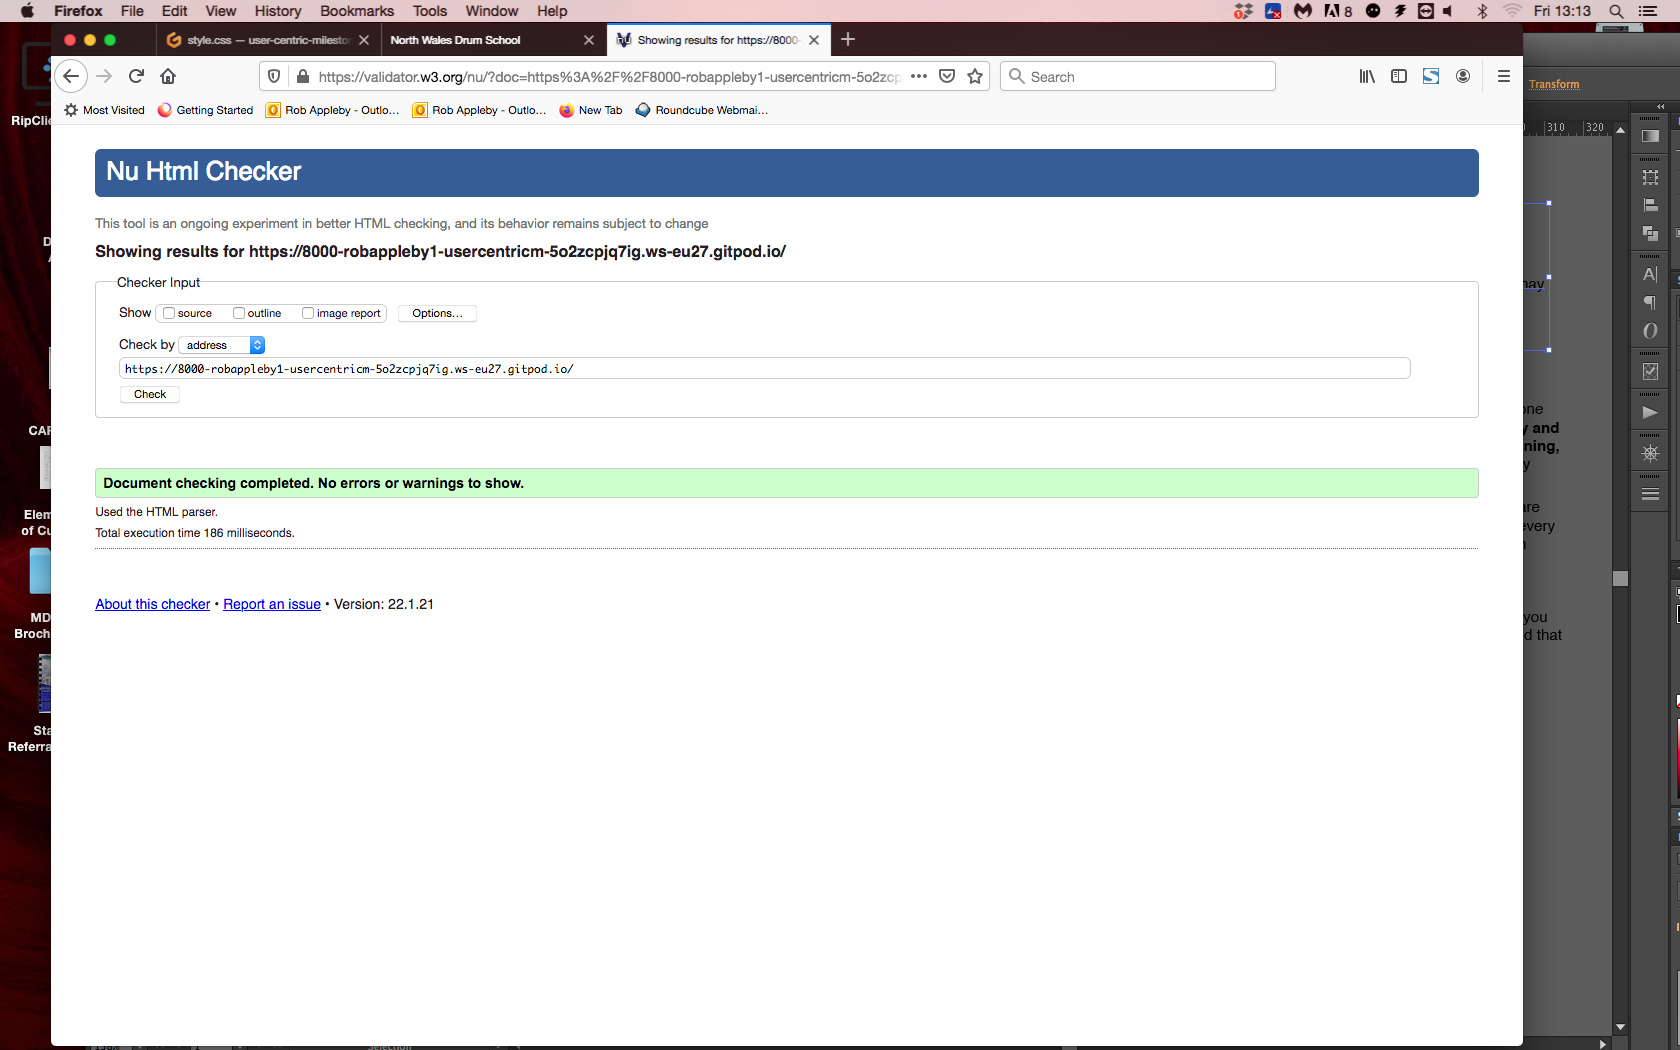 Firefox File Edit View History Bookmarks Tools Window Help 8 Fri 13:13
style.css — user-centric-milesto
North Wales Drum School
Showing results for https://8000-
https://validator.w3.org/nu/?doc=https%3A%2F%2F8000-robappleby1-usercentricm-5o2zcp
Search
Most Visited Getting Started Rob Appleby - Outlo... Rob Appleby - Outlo... New Tab Roundcube Webmai...
Nu Html Checker
This tool is an ongoing experiment in better HTML checking, and its behavior remains subject to change
Showing results for https://8000-robappleby1-usercentricm-5o2zcpjq7ig.ws-eu27.gitpod.io/
Checker Input
Show source outline image report Options...
Check by address
https://8000-robappleby1-usercentricm-5o2zcpjq7ig.ws-eu27.gitpod.io/
Check
Document checking completed. No errors or warnings to show.
Used the HTML parser.
Total execution time 186 milliseconds.
About this checker • Report an issue • Version: 22.1.21
Transform
310 320
RipClie
CAR
Elem
of Cu
MD
Broch
Sta
Referra
y and
ning,
every
you
d that